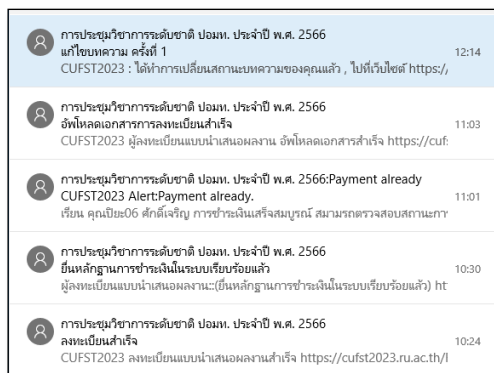 การประชุมวิชาการระดับชาติ ปอมท. ประจำปี พ.ศ. 2566
แก้ไขบทความ ครั้งที่ 1
12:14
CUFST2023 : ได้ทำการเปลี่ยนสถานะบทความของคุณแล้ว , ไปที่เว็บไซต์ https:/
การประชุมวิชาการระดับชาติ ปอมท. ประจำปี พ.ศ. 2566
อัพโหลดเอกสารการลงทะเบียนสำเร็จ
11:03
CUFST2023 ผู้ลงทะเบียนแบบนำเสนอผลงาน อัพโหลดเอกสารสำเร็จ https://cuf
การประชุมวิชาการระดับชาติ ปอมท. ประจำปี พ.ศ. 2566:Payment already
CUFST2023 Alert:Payment already.
11:01
เรียน คุณปิยะ06 ศักดิ์เจริญ การชำระเงินเสร็จสมบูรณ์ สมามรถตรวจสอบสถานะกา
การประชุมวิชาการระดับชาติ ปอมท. ประจำปี พ.ศ. 2566
ยื่นหลักฐานการชำระเงินในระบบเรียบร้อยแล้ว
10:30
ผู้ลงทะเบียนแบบนำเสนอผลงาน::(ยื่นหลักฐานการชำระเงินในระบบเรียบร้อยแล้ว) ht
การประชุมวิชาการระดับชาติ ปอมท. ประจำปี พ.ศ. 2566
ลงทะเบียนสำเร็จ
10:24
CUFST2023 ลงทะเบียนแบบนำเสนอผลงานสำเร็จ https://cufst2023.ru.ac.th/